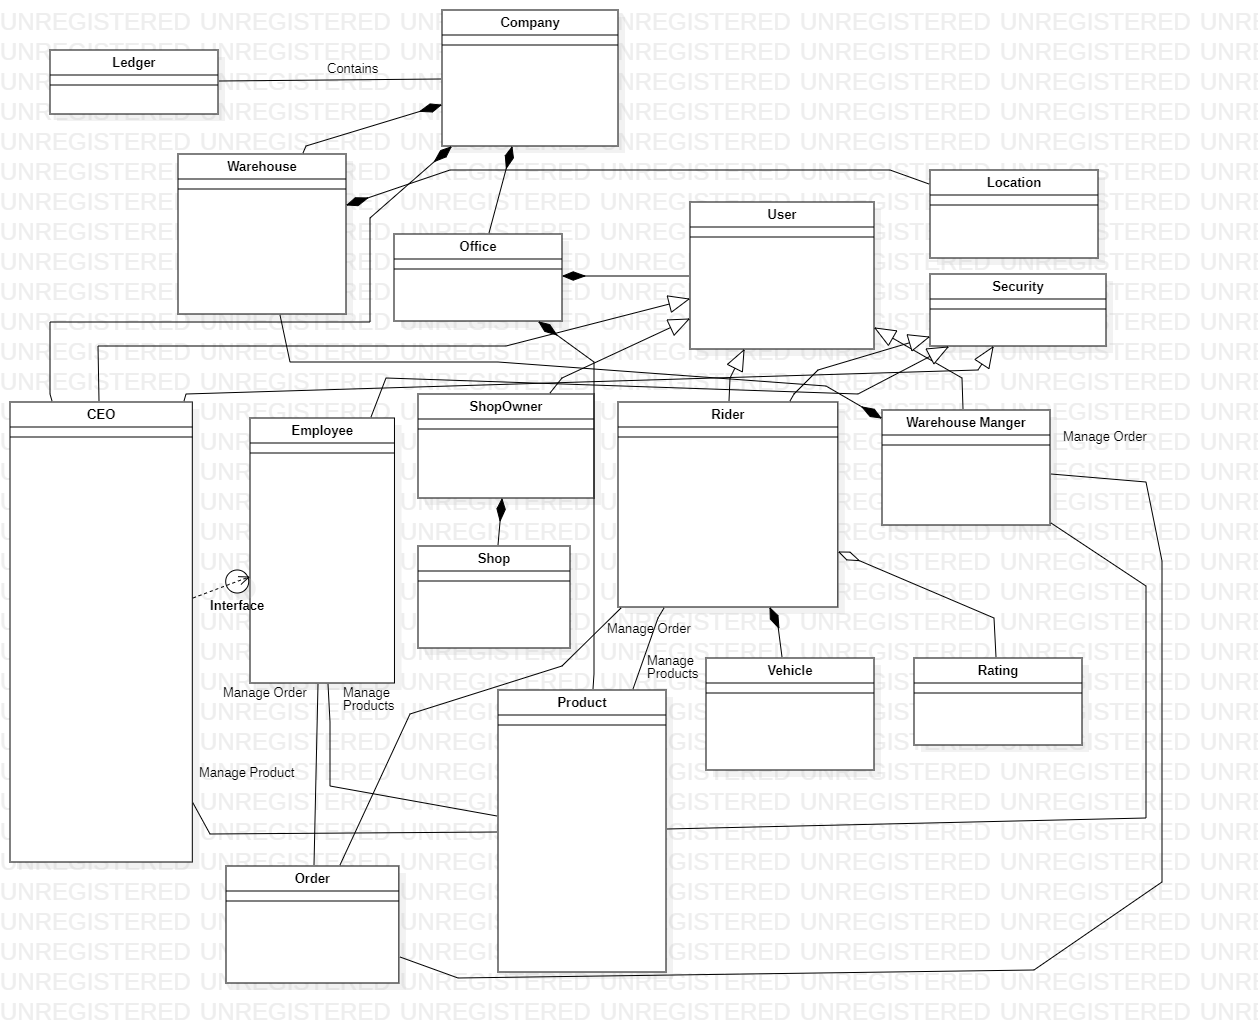 Company
Ledger
Contains
Warehouse
Location
User
Office
Security
CEO
ShopOwner
Rider
Warehouse Manger
Employee
Manage Order
Shop
Interface
Manage Order
Manage
Products
Vehicle
Rating
Manage Order
Manage
Products
Product
Manage Product
Order
UNREGISTERED